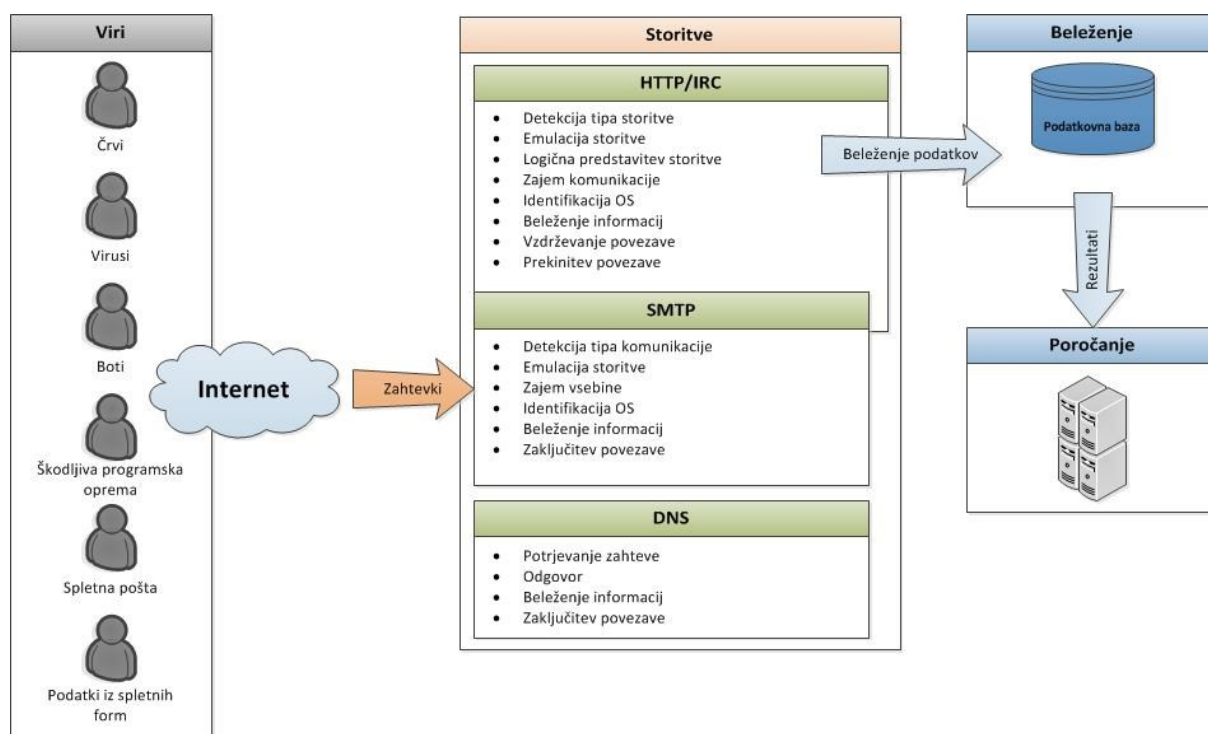 Viri
Črvi
Virusi
Boti
Škodljiva programska
oprema
Spletna pošta
Podatki iz spletnih
form
Internet
Zahtevki
Storitve
HTTP/IRC
• Detekcija tipa storitve
• Emulacija storitve
• Logična predstavitev storitve
• Zajem komunikacije
• Identifikacija OS
• Beleženje informacij
• Vzdrževanje povezave
• Prekinitev povezave
SMTP
• Detekcija tipa komunikacije
• Emulacija storitve
• Zajem vsebine
• Identifikacija OS
• Beleženje informacij
• Zaključitev povezave
DNS
• Potrjevanje zahteve
• Odgovor
• Beleženje informacij
• Zaključitev povezave
Beleženje podatkov
Beleženje
Podatkovna baza
Rezultati
Poročanje